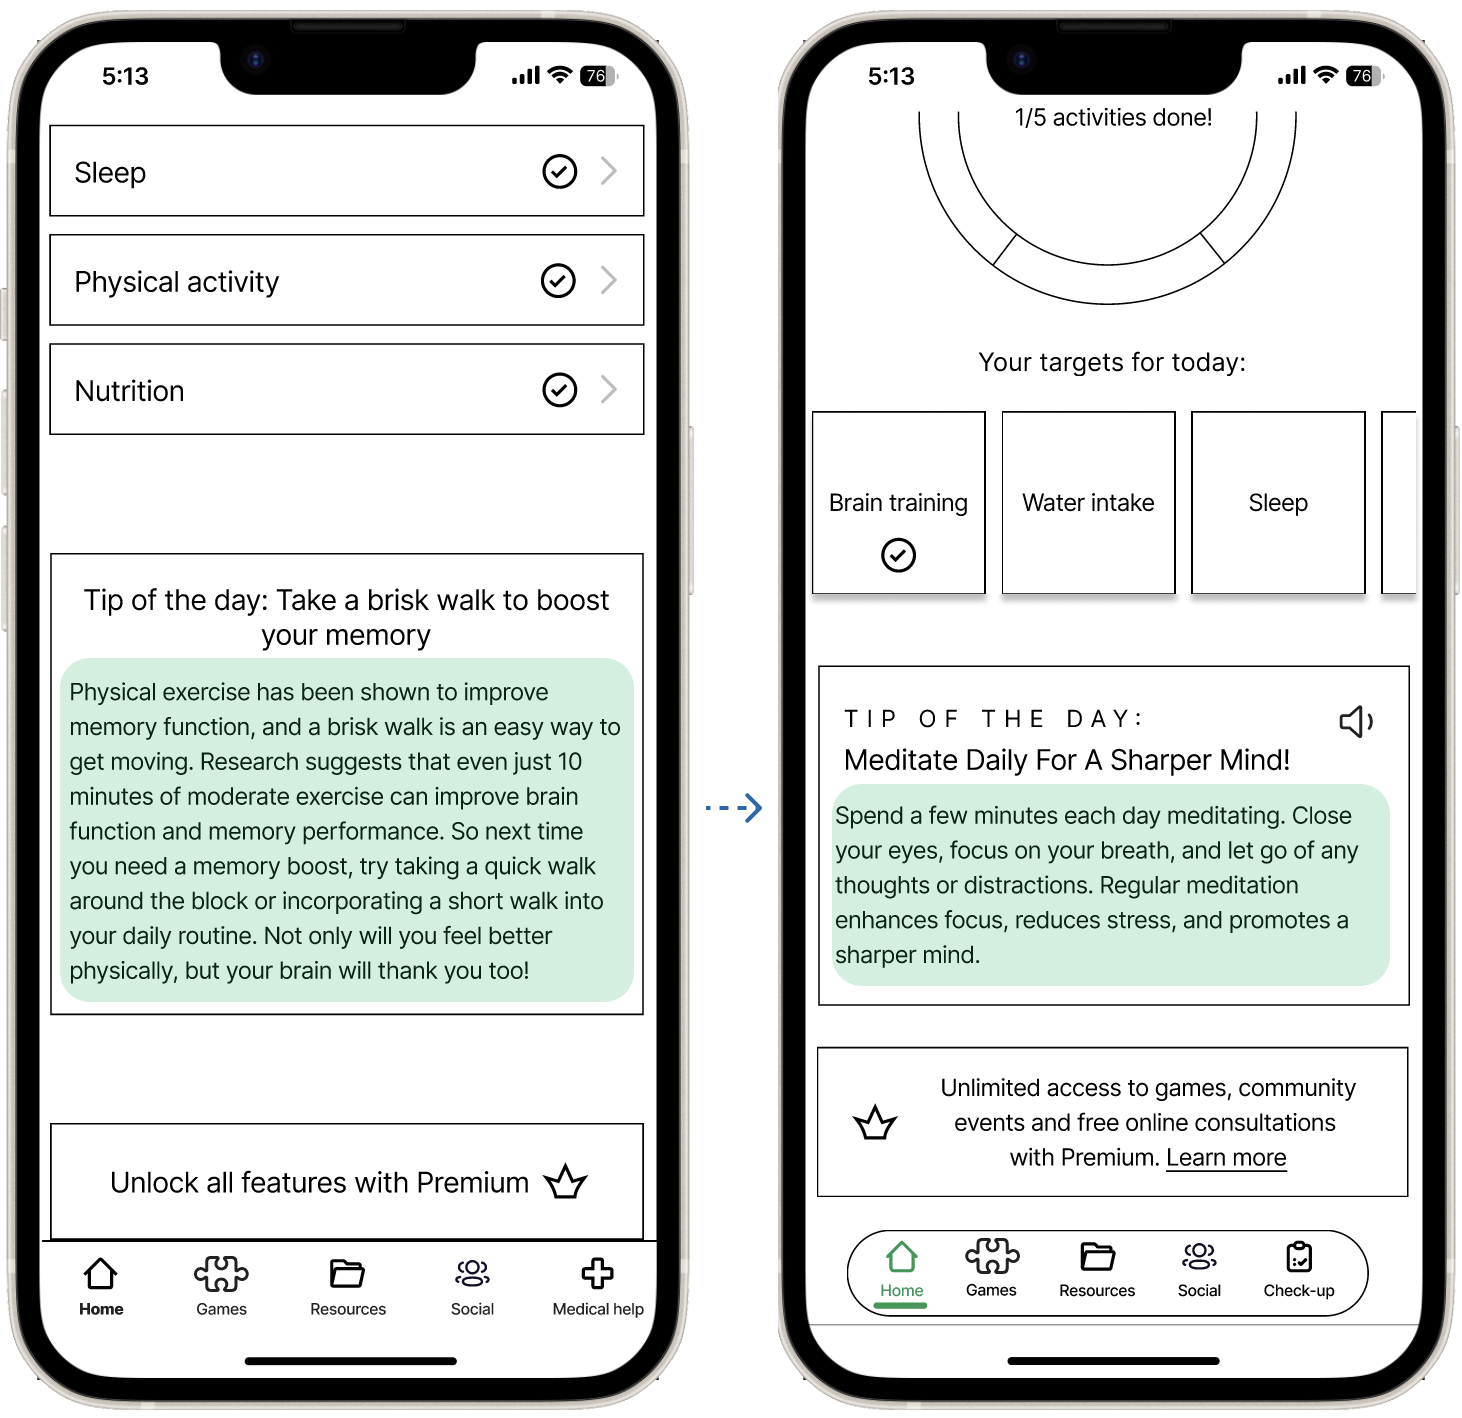 5:13
76
Sleep
Physical activity
Nutrition
Tip of the day: Take a brisk walk to boost
your memory
Physical exercise has been shown to improve
memory function, and a brisk walk is an easy way to
get moving. Research suggests that even just 10
minutes of moderate exercise can improve brain
function and memory performance. So next time
you need a memory boost, try taking a quick walk
around the block or incorporating a short walk into
your daily routine. Not only will you feel better
physically, but your brain will thank you too!
Unlock all features with Premium
Home
Games
Resources
Social
Medical help
5:13
76
1/5 activities done!
Your targets for today:
Brain training
Water intake
Sleep
TIP OF THE DAY:
Meditate Daily For A Sharper Mind!
Spend a few minutes each day meditating. Close
your eyes, focus on your breath, and let go of any
thoughts or distractions. Regular meditation
enhances focus, reduces stress, and promotes a
sharper mind.
Unlimited access to games, community
events and free online consultations
with Premium. Learn more
Home
Games
Resources
Social
Check-up